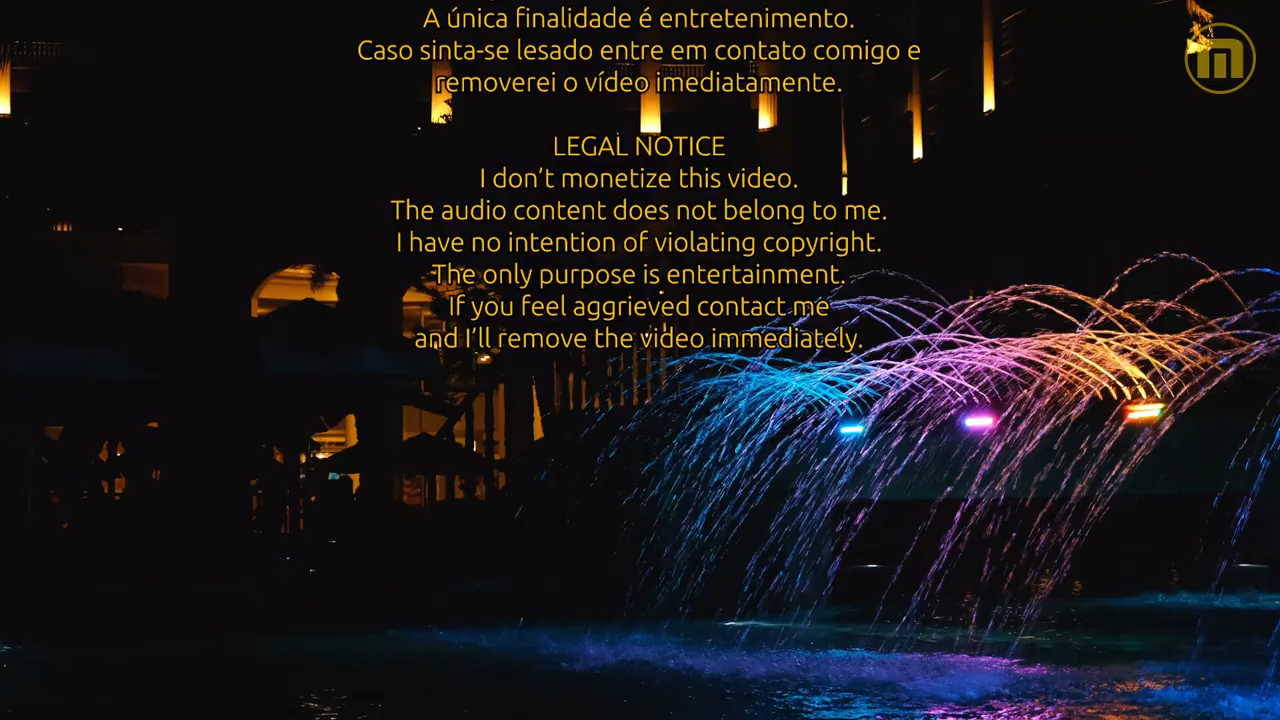 A única finalidade é entretenimento.
Caso sinta-se lesado entre em contato comigo e
removerei o vídeo imediatamente.
LEGAL NOTICE
I don’t monetize this video.
The audio content does not belong to me.
I have no intention of violating copyright.
The only purpose is entertainment.
If you feel aggrieved contact me
and I’ll remove the video immediately.